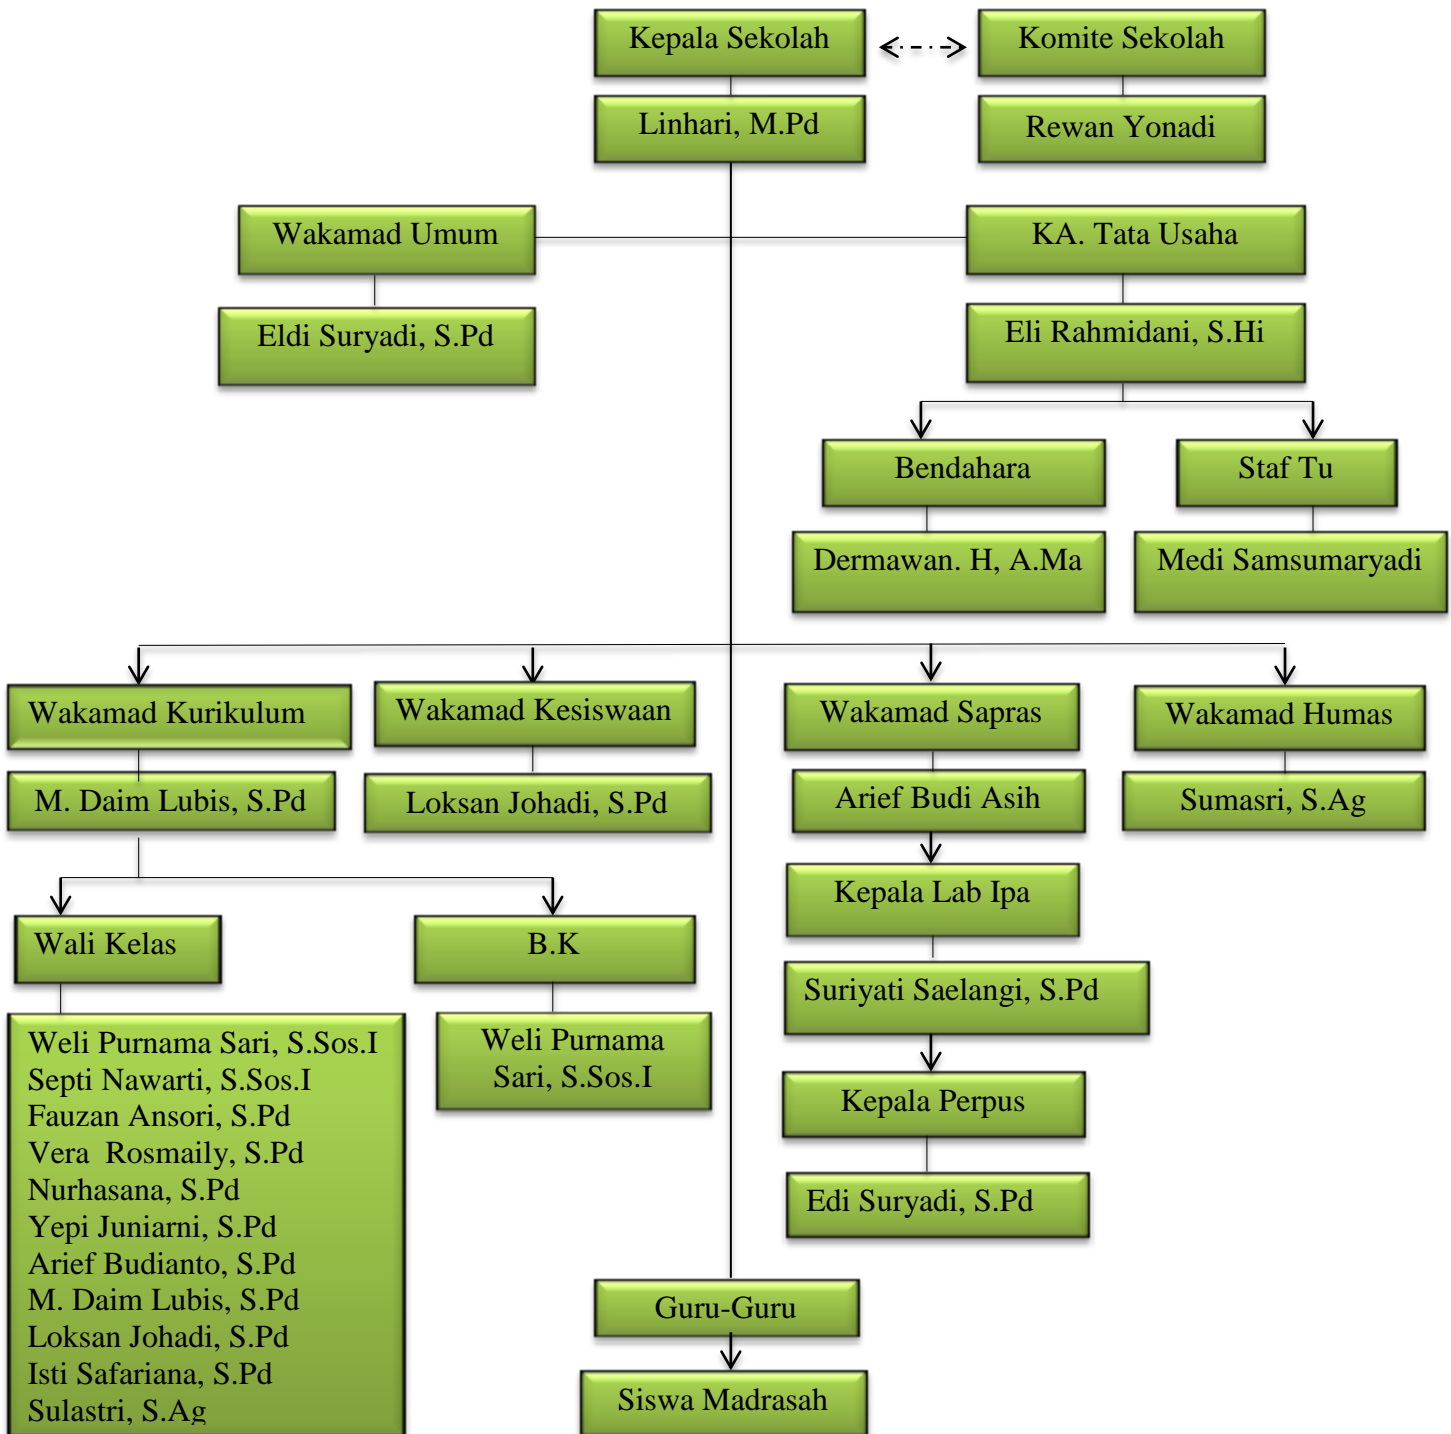 Kepala Sekolah
Komite Sekolah
Linhari, M.Pd
Rewan Yonadi
Wakamad Umum
KA. Tata Usaha
Eldi Suryadi, S.Pd
Eli Rahmidani, S.Hi
Bendahara
Staf Tu
Dermawan. H, A.Ma
Medi Samsumaryadi
Wakamad Kurikulum
Wakamad Kesiswaan
Wakamad Sapras
Wakamad Humas
M. Daim Lubis, S.Pd
Loksan Johadi, S.Pd
Arief Budi Asih
Sumasri, S.Ag
Kepala Lab Ipa
Wali Kelas
B.K
Suriyati Saelangi, S.Pd
Weli Purnama Sari, S.Sos.I
Septi Nawarti, S.Sos.I
Fauzan Ansori, S.Pd
Vera  Rosmaily, S.Pd
Nurhasana, S.Pd
Yepi Juniarni, S.Pd
Arief Budianto, S.Pd
M. Daim Lubis, S.Pd
Loksan Johadi, S.Pd
Isti Safariana, S.Pd
Sulastri, S.Ag
Weli Purnama
Sari, S.Sos.I
Kepala Perpus
Edi Suryadi, S.Pd
Guru-Guru
Siswa Madrasah